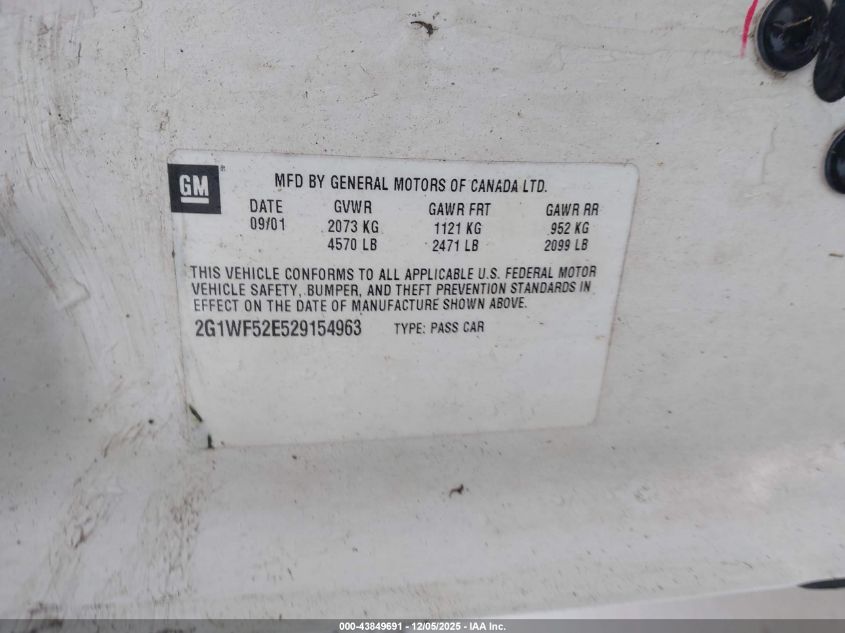 GM® MFD BY GENERAL MOTORS OF CANADA LTD.
DATE GVWR GAWR FRT GAWR RR
09/01 2073 KG 1121 KG 952 KG
4570 LB 2471 LB 2099 LB
THIS VEHICLE CONFORMS TO ALL APPLICABLE U.S. FEDERAL MOTOR
VEHICLE SAFETY, BUMPER, AND THEFT PREVENTION STANDARDS IN
EFFECT ON THE DATE OF MANUFACTURE SHOWN ABOVE.
2G1WF52E529154963 TYPE: PASS CAR
000-43849691 - 12/05/2025 - IAA Inc.